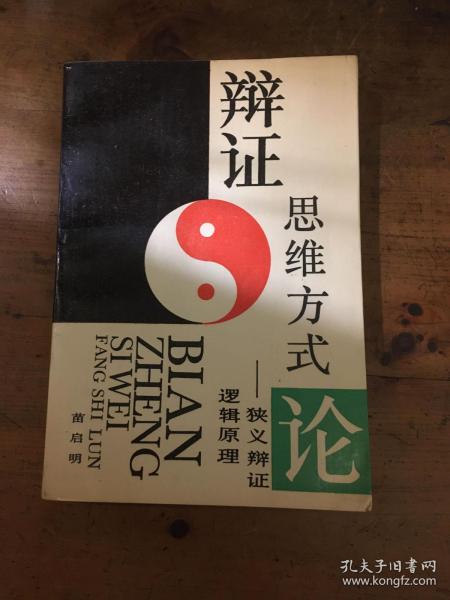 辩证
思维方式
论
——狭义辩证
逻辑原理
BIAN
ZHENG
SI WEI
FANG SHI LUN
苗启明
孔夫子旧书网
www.kongfz.com